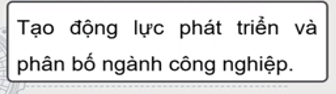 Tạo động lực phát triển và
phân bố ngành công nghiệp.